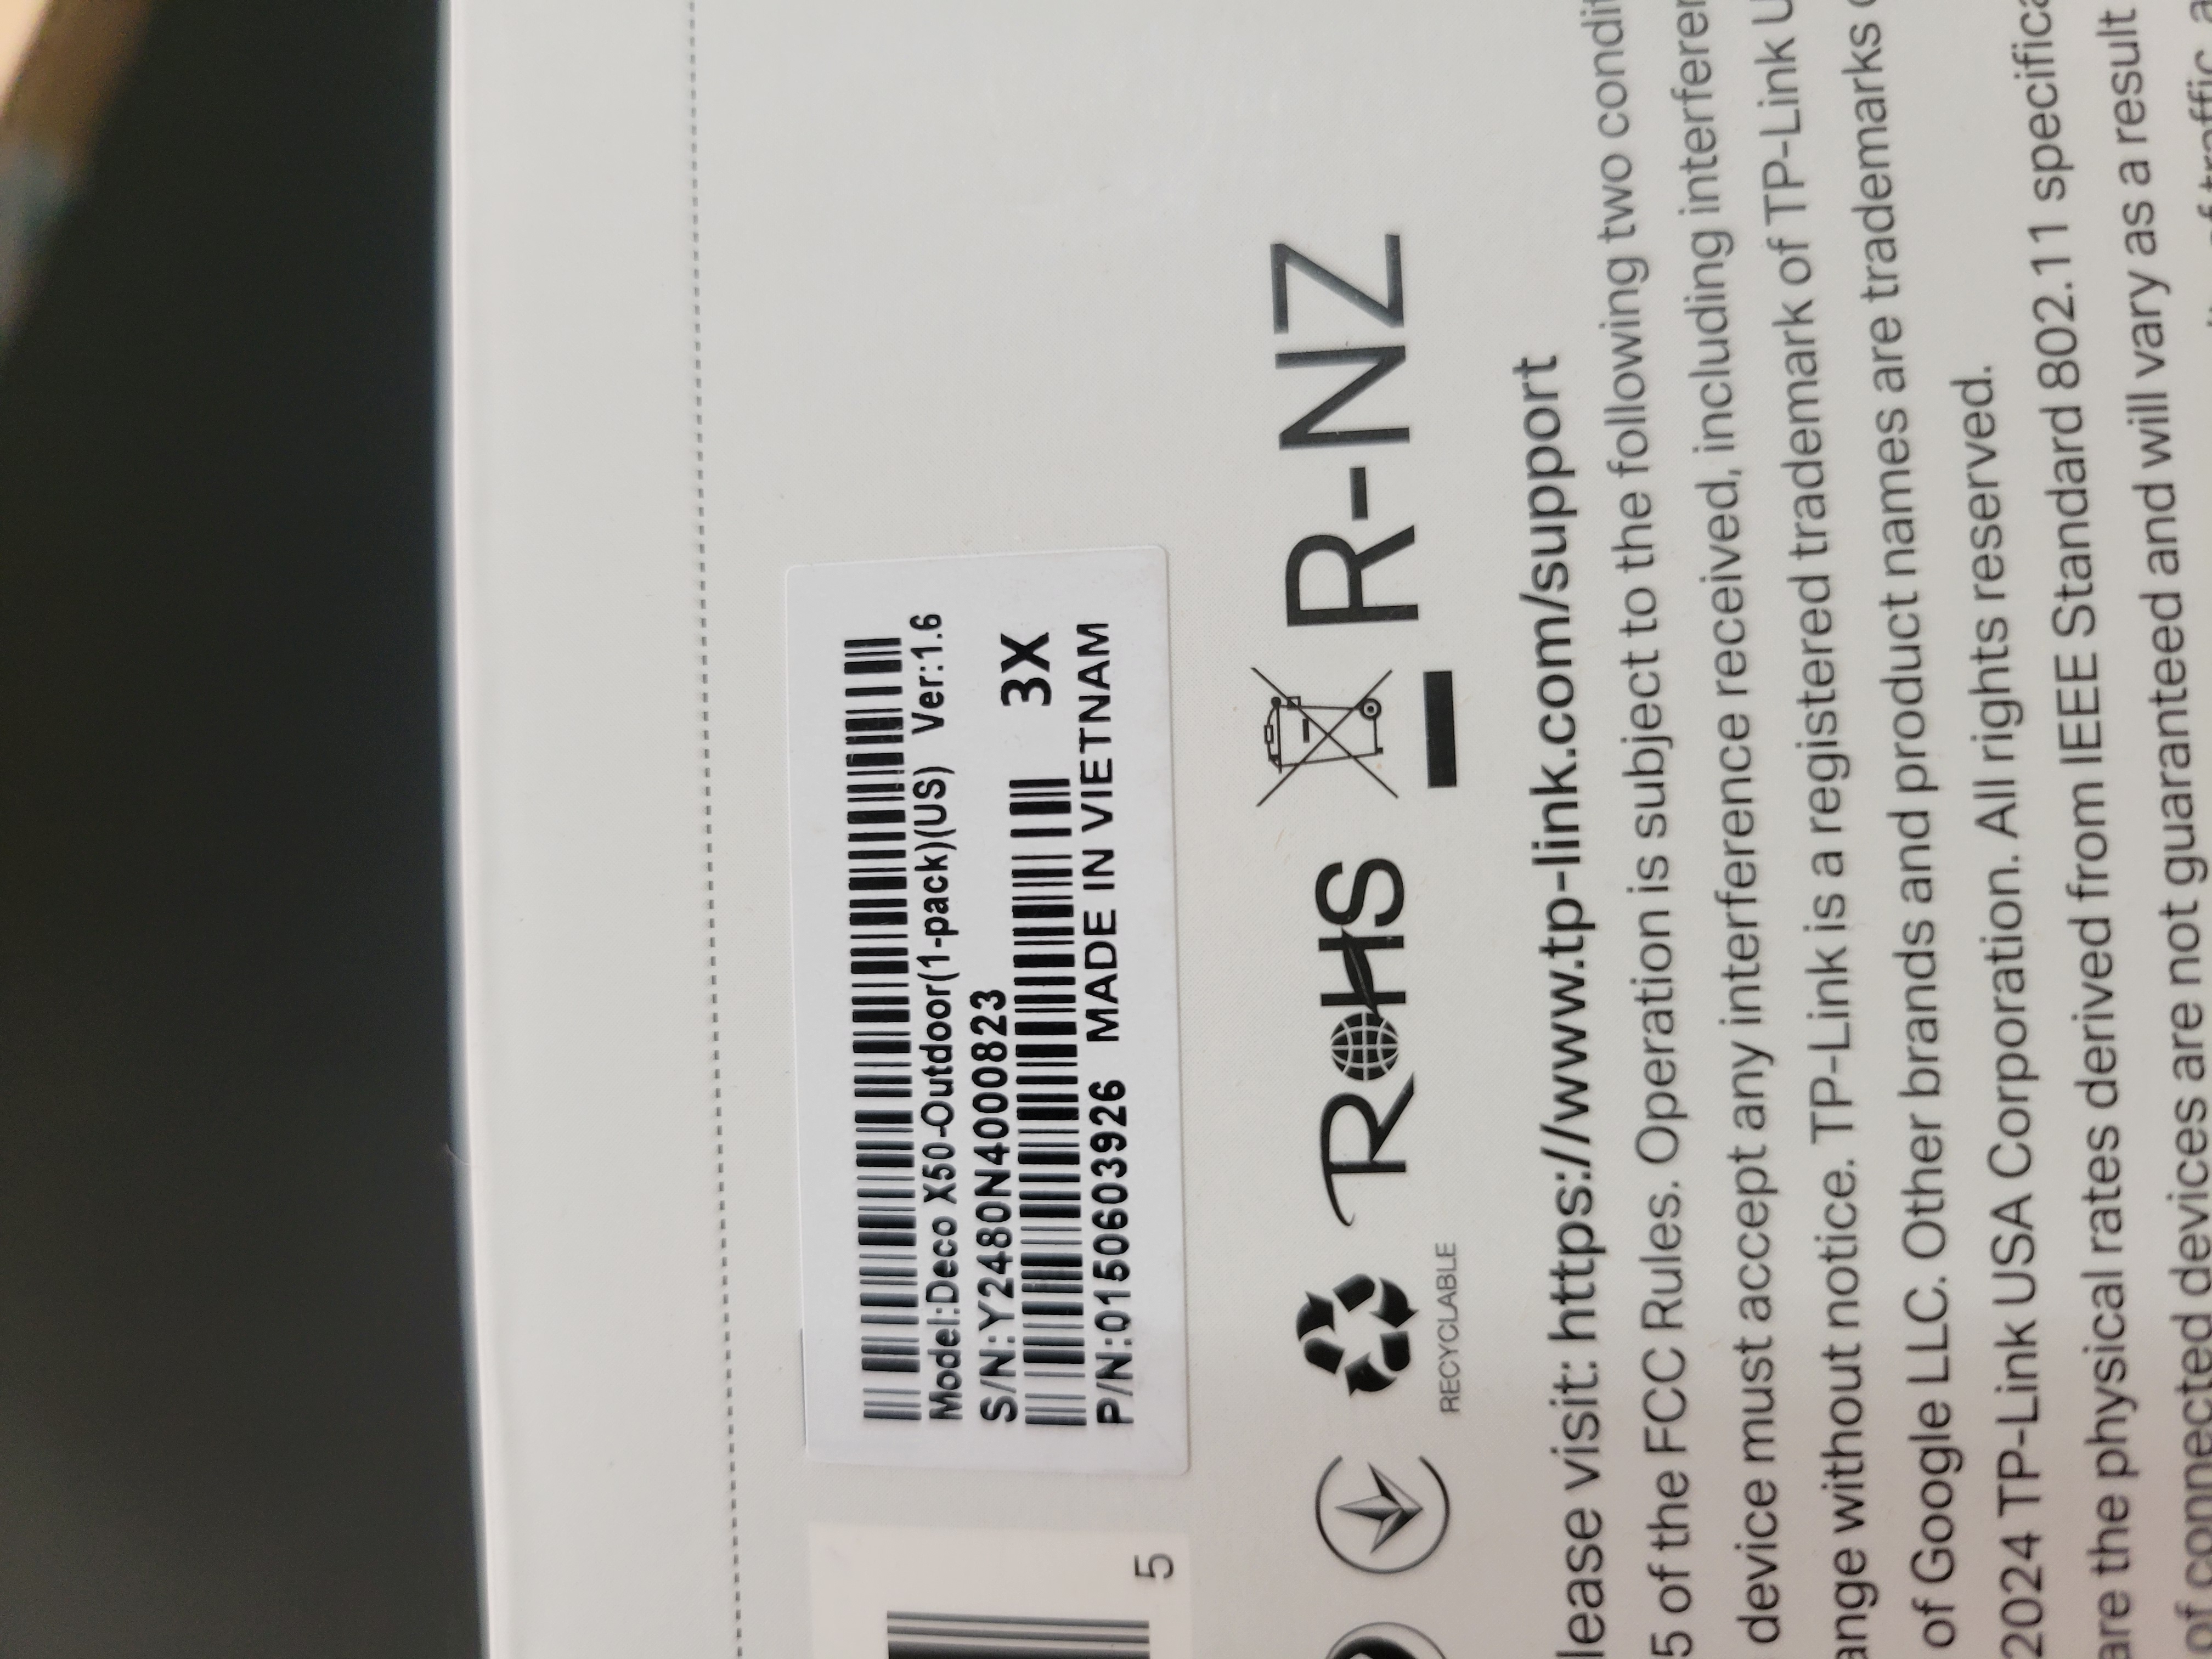 Model:Deco X50-Outdoor(1-pack)(US) Ver:1.6
S/N:Y2480N4000823
3X
P/N:0150603926 MADE IN VIETNAM
5
RECYCLABLE
RoHS
R-NZ
lease visit: https://www.tp-link.com/support
5 of the FCC Rules. Operation is subject to the following two
device must accept any interference received, including
ange without notice. TP-Link is a registered trademark of TP-Link
of Google LLC. Other brands and product names are trademarks
2024 TP-Link USA Corporation. All rights reserved.
are the physical rates derived from IEEE Standard 802.11
of connected devices are not guaranteed and will vary as a result